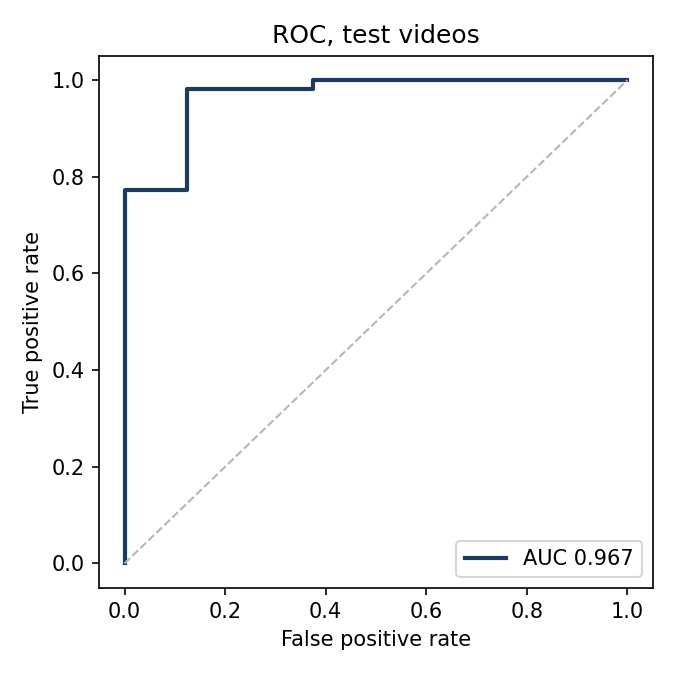 ROC, test videos
True positive rate
1.0
0.8
0.6
0.4
0.2
0.0
AUC 0.967
0.0 0.2 0.4 0.6 0.8 1.0
False positive rate